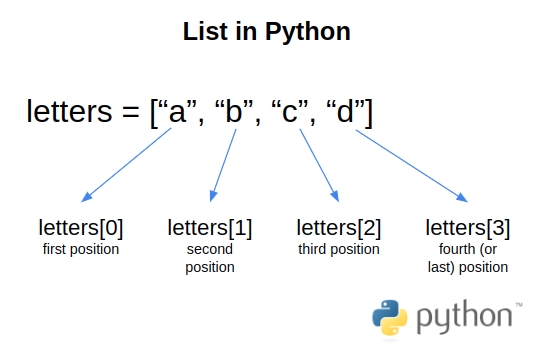 List in Python
letters = [“a”, “b”, “c”, “d”]
letters[0] letters[1] letters[2] letters[3]
first position second position third position fourth (or last) position
python™